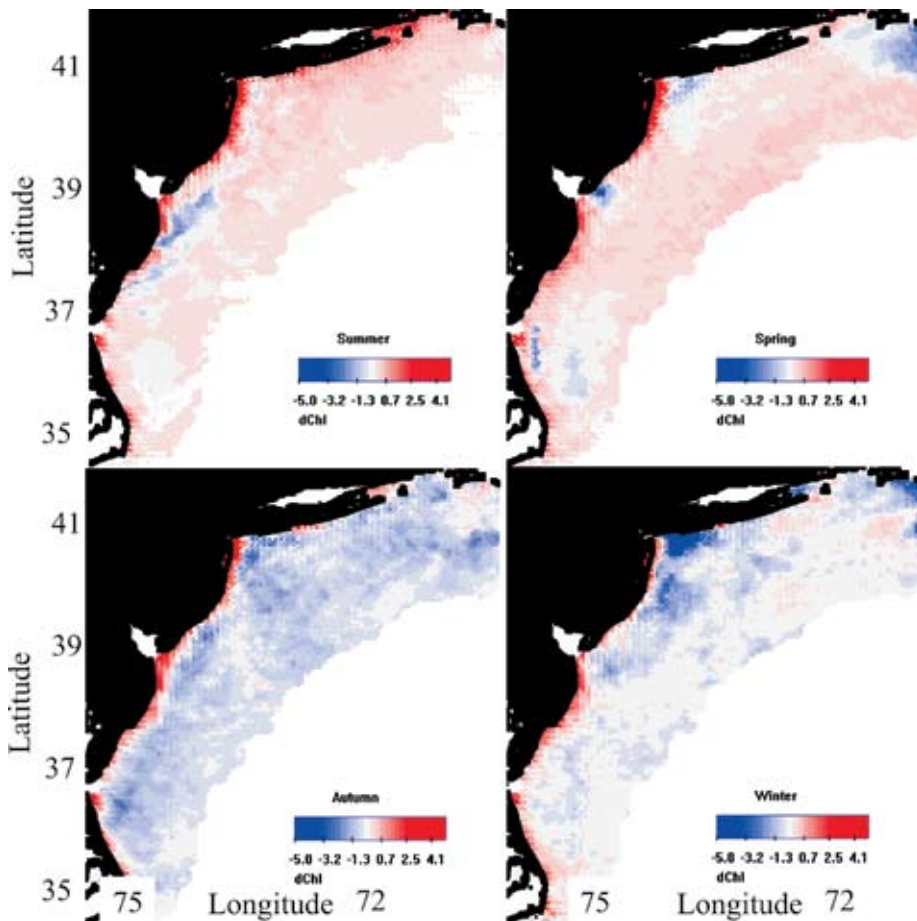 41
39
Latitude
37
35
Summer
-5.0 -3.2 -1.3 0.7 2.5 4.1
dChl
Spring
-5.0 -3.2 -1.3 0.7 2.5 4.1
dChl
41
39
Latitude
37
35
Autumn
-5.0 -3.2 -1.3 0.7 2.5 4.1
dChl
Winter
-5.0 -3.2 -1.3 0.7 2.5 4.1
dChl
75 Longitude 72
75 Longitude 72